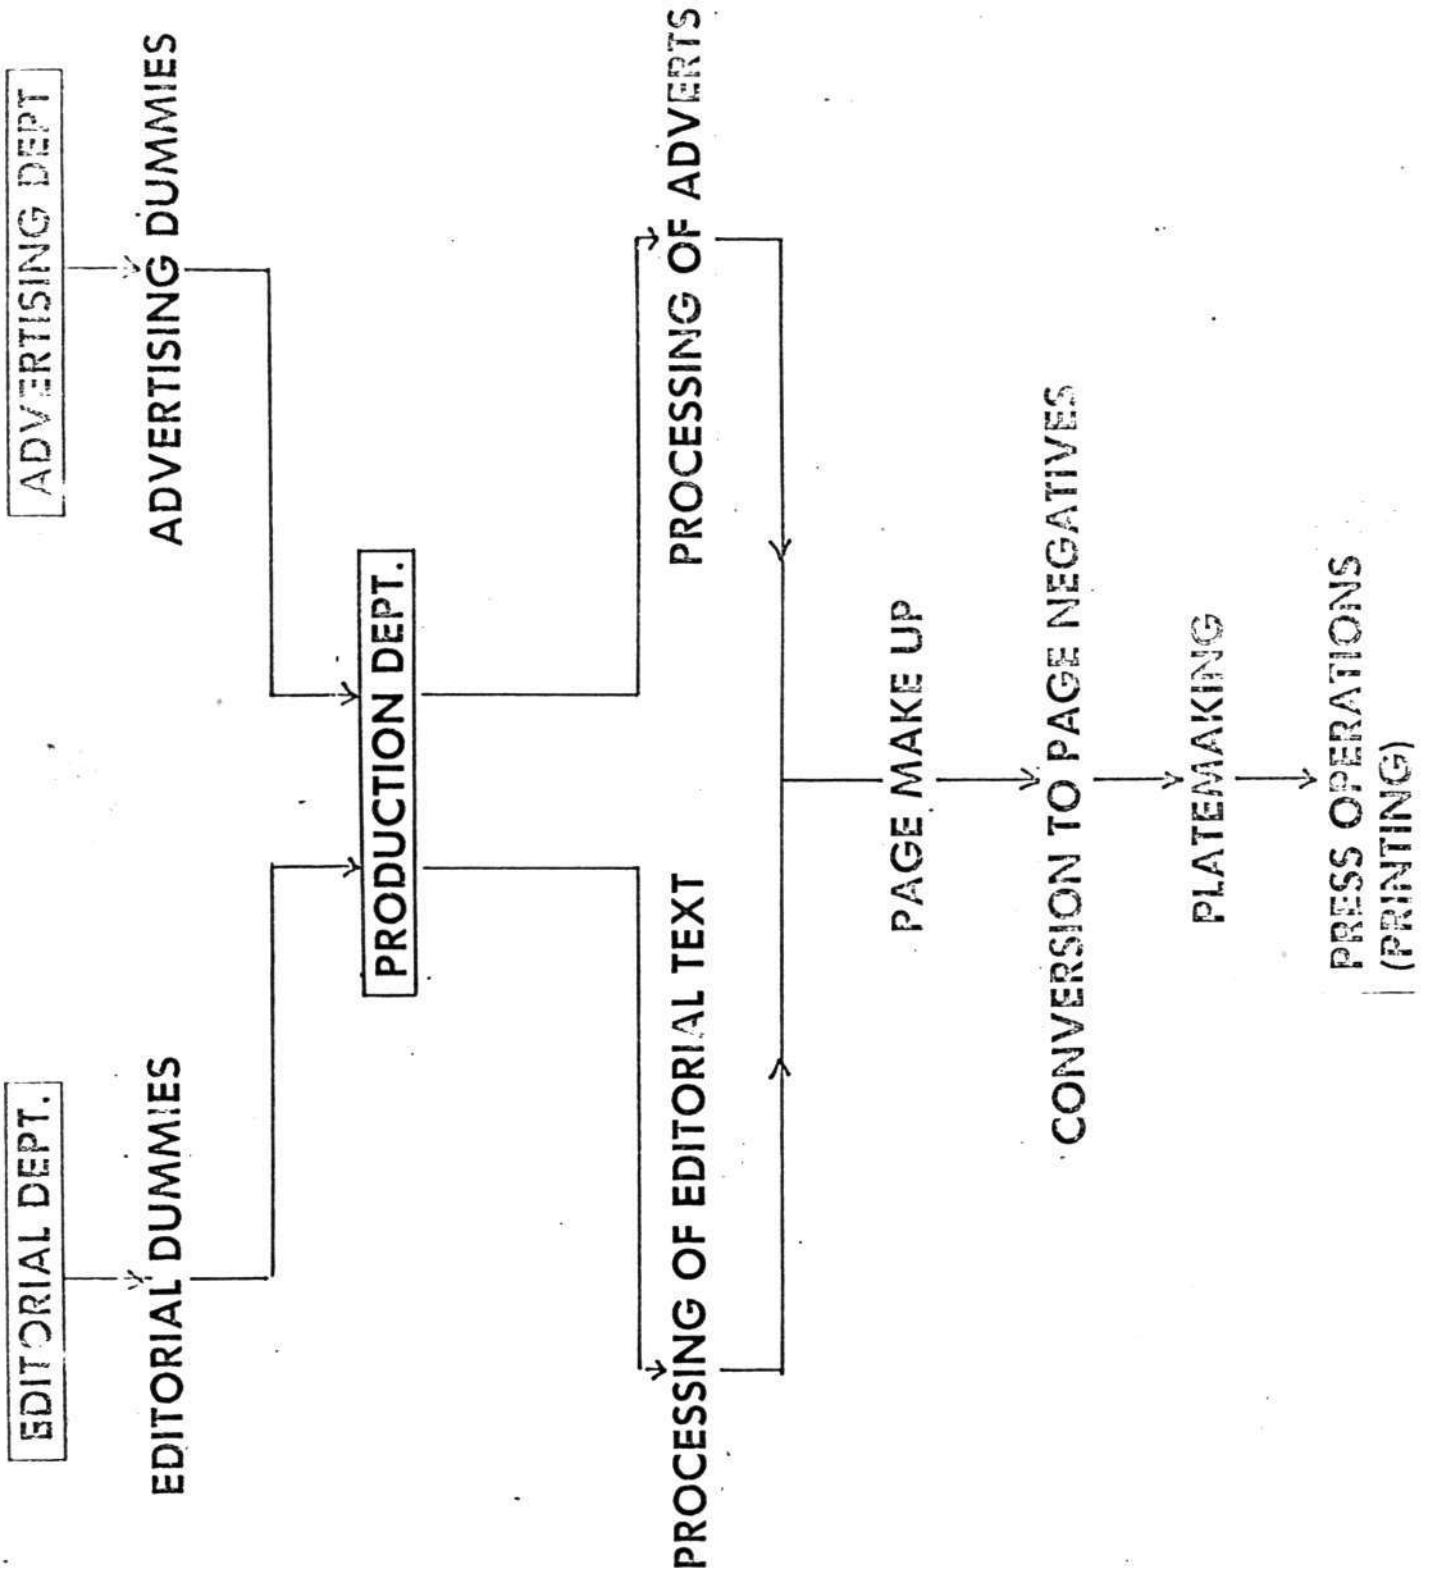 EDITORIAL DEPT.
ADVERTISING DEPT
EDITORIAL DUMMIES
ADVERTISING DUMMIES
PRODUCTION DEPT.
PROCESSING OF EDITORIAL TEXT
PROCESSING OF ADVERTS
PAGE MAKE UP
CONVERSION TO PAGE NEGATIVES
PLATEMAKING
PRESS OPERATIONS
(PRINTING)